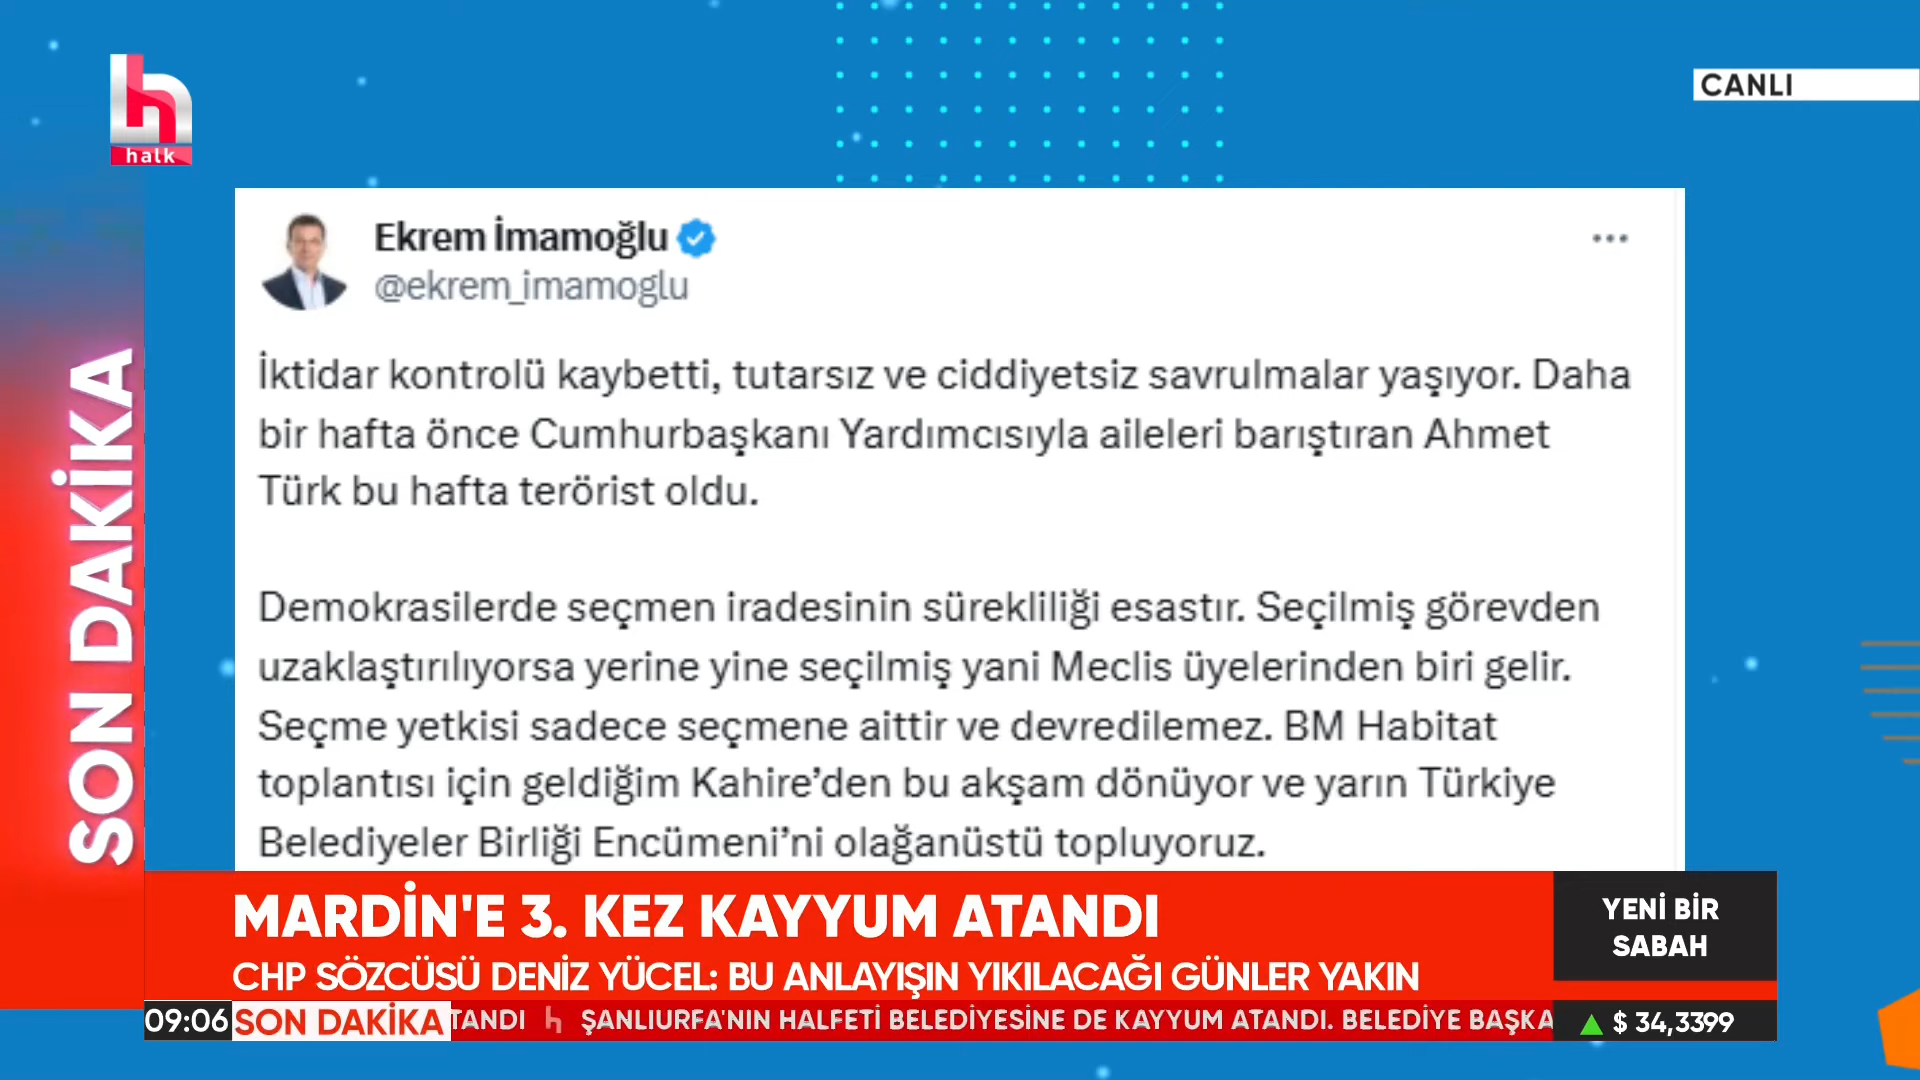 halk
CANLI
SON DAKİKA
Ekrem İmamoğlu
@ekrem_imamoglu
İktidar kontrolü kaybetti, tutarsız ve ciddiyetsiz savrulmalar yaşıyor. Daha
bir hafta önce Cumhurbaşkanı Yardımcısıyla aileleri barıştıran Ahmet
Türk bu hafta terörist oldu.
Demokrasilerde seçmen iradesinin sürekliliği esastır. Seçilmiş görevden
uzaklaştırılıyorsa yerine yine seçilmiş yani Meclis üyelerinden biri gelir.
Seçme yetkisi sadece seçmene aittir ve devredilemez. BM Habitat
toplantısı için geldiğim Kahire’den bu akşam dönüyor ve yarın Türkiye
Belediyeler Birliği Encümeni’ni olağanüstü topluyoruz.
MARDİN'E 3. KEZ KAYYUM ATANDI
CHP SÖZCÜSÜ DENİZ YÜCEL: BU ANLAYIŞIN YIKILACAĞI GÜNLER YAKIN
YENİ BİR
SABAH
09:06 SON DAKİKA TANDI h ŞANLIURFA'NIN HALFETİ BELEDİYESİNE DE KAYYUM ATANDI. BELEDİYE BAŞKA
$ 34,3399